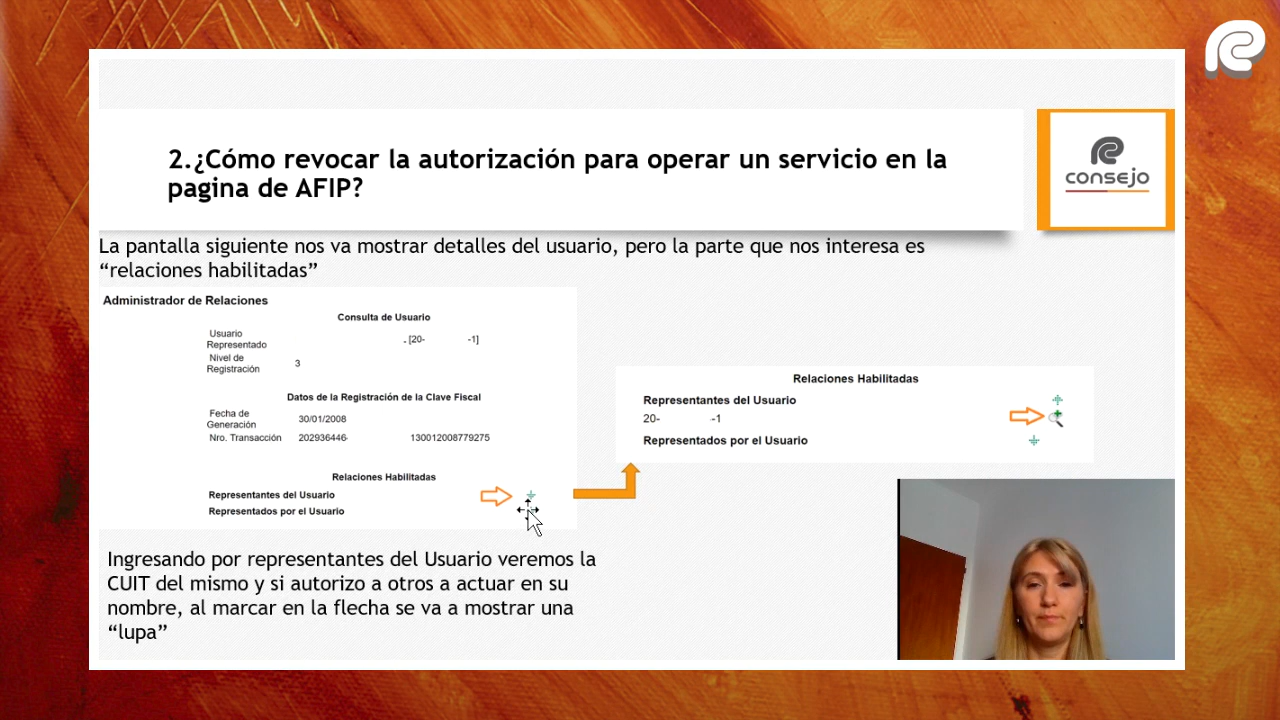 2.¿Cómo revocar la autorización para operar un servicio en la
pagina de AFIP?
consejo
La pantalla siguiente nos va mostrar detalles del usuario, pero la parte que nos interesa es
“relaciones habilitadas”
Administrador de Relaciones
Consulta de Usuario
Usuario
Representado
[20- -1]
Nivel de
Registración
3
Datos de la Registración de la Clave Fiscal
Fecha de
Generación
30/01/2008
Nro. Transacción 202936446 130012008779275
Relaciones Habilitadas
Representantes del Usuario
Representados por el Usuario
Relaciones Habilitadas
Representantes del Usuario
20- -1
Representados por el Usuario
Ingresando por representantes del Usuario veremos la
CUIT del mismo y si autorizo a otros a actuar en su
nombre, al marcar en la flecha se va a mostrar una
“lupa”